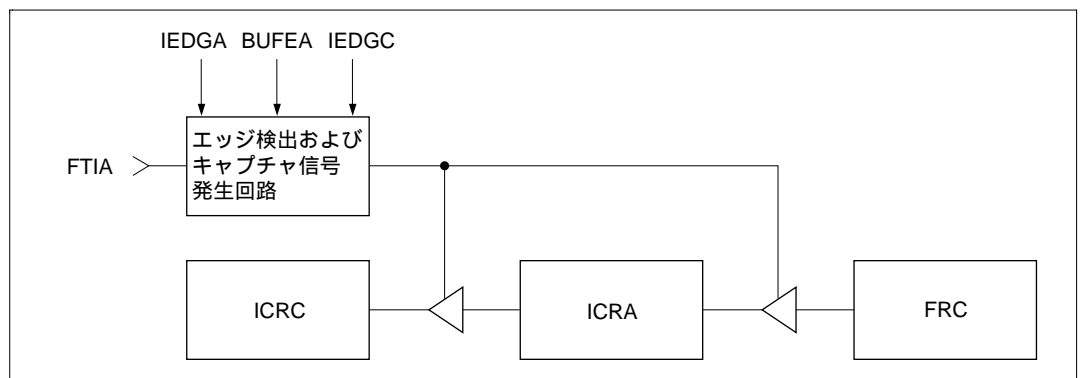 IEDGA BUFEA IEDGC
FTIA
エッジ検出および
キャプチャ信号
発生回路
ICRC
ICRA
FRC